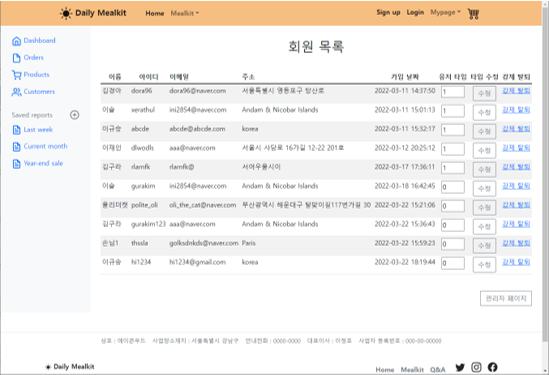 Daily Mealkit Home Mealkit Sign up Login Mypage
Dashboard
Orders
Products
Customers
Saved reports
Last week
Current month
Year-end sale
회원 목록
이름 아이디 이메일 주소 가입 날짜 유저 타입 타입 수정 강제 탈퇴
김경아 dora96 dora96@naver.com 서울특별시 영등포구 당산로 2022-03-11 14:37:50 1 수정 강제 탈퇴
이슬 xerathul ini2854@naver.com Andam & Nicobar Islands 2022-03-11 15:01:13 1 수정 강제 탈퇴
이규승 abcde abcde@abcde.com korea 2022-03-11 15:32:17 1 수정 강제 탈퇴
이재인 dlwodls aaa@naver.com 서울시 사당로 16가길 12-22 201호 2022-03-12 20:25:12 1 수정 강제 탈퇴
김구라 rlarnfk rlarnfk@ 서어우울시이 2022-03-17 17:36:11 1 수정 강제 탈퇴
이슬 gurakim ini2854@naver.com Andam & Nicobar Islands 2022-03-18 16:42:45 0 수정 강제 탈퇴
올리더캣 polite_oli oli_the_cat@naver.com 부산광역시 해운대구 달맞이길117번가길 30 2022-03-22 15:21:06 0 수정 강제 탈퇴
김구라 gurakim123 aaa@naver.com Andam & Nicobar Islands 2022-03-22 15:36:43 0 수정 강제 탈퇴
손님1 thssla golksdnkds@naver.com Paris 2022-03-22 15:59:23 0 수정 강제 탈퇴
이규승 hi1234 hi1234@gmail.com korea 2022-03-22 18:19:44 0 수정 강제 탈퇴
관리자 페이지
상호 : 에이콘푸드 사업장소재지 : 서울특별시 강남구 안내전화 : 0000-0000 대표이사 : 이정호 사업자 등록번호 : 000-00-00000
Daily Mealkit Home Mealkit Q&A